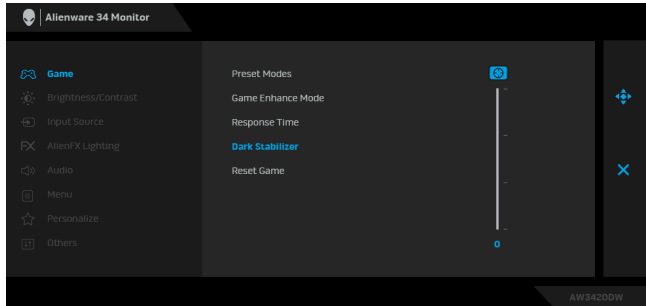 Alienware 34 Monitor
Game
Brightness/Contrast
Input Source
AlienFX Lighting
Audio
Menu
Personalize
Others
Preset Modes
Game Enhance Mode
Response Time
Dark Stabilizer
Reset Game
0
AW3420DW